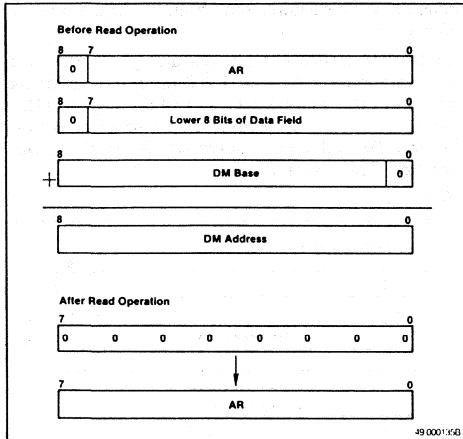 Before Read Operation
8 7 0
0 AR
8 7 0
0 Lower 8 Bits of Data Field
8 0
+ DM Base 0
8 0
DM Address
After Read Operation
7 0
0 0 0 0 0 0 0 0
7 0
AR
49-000135B